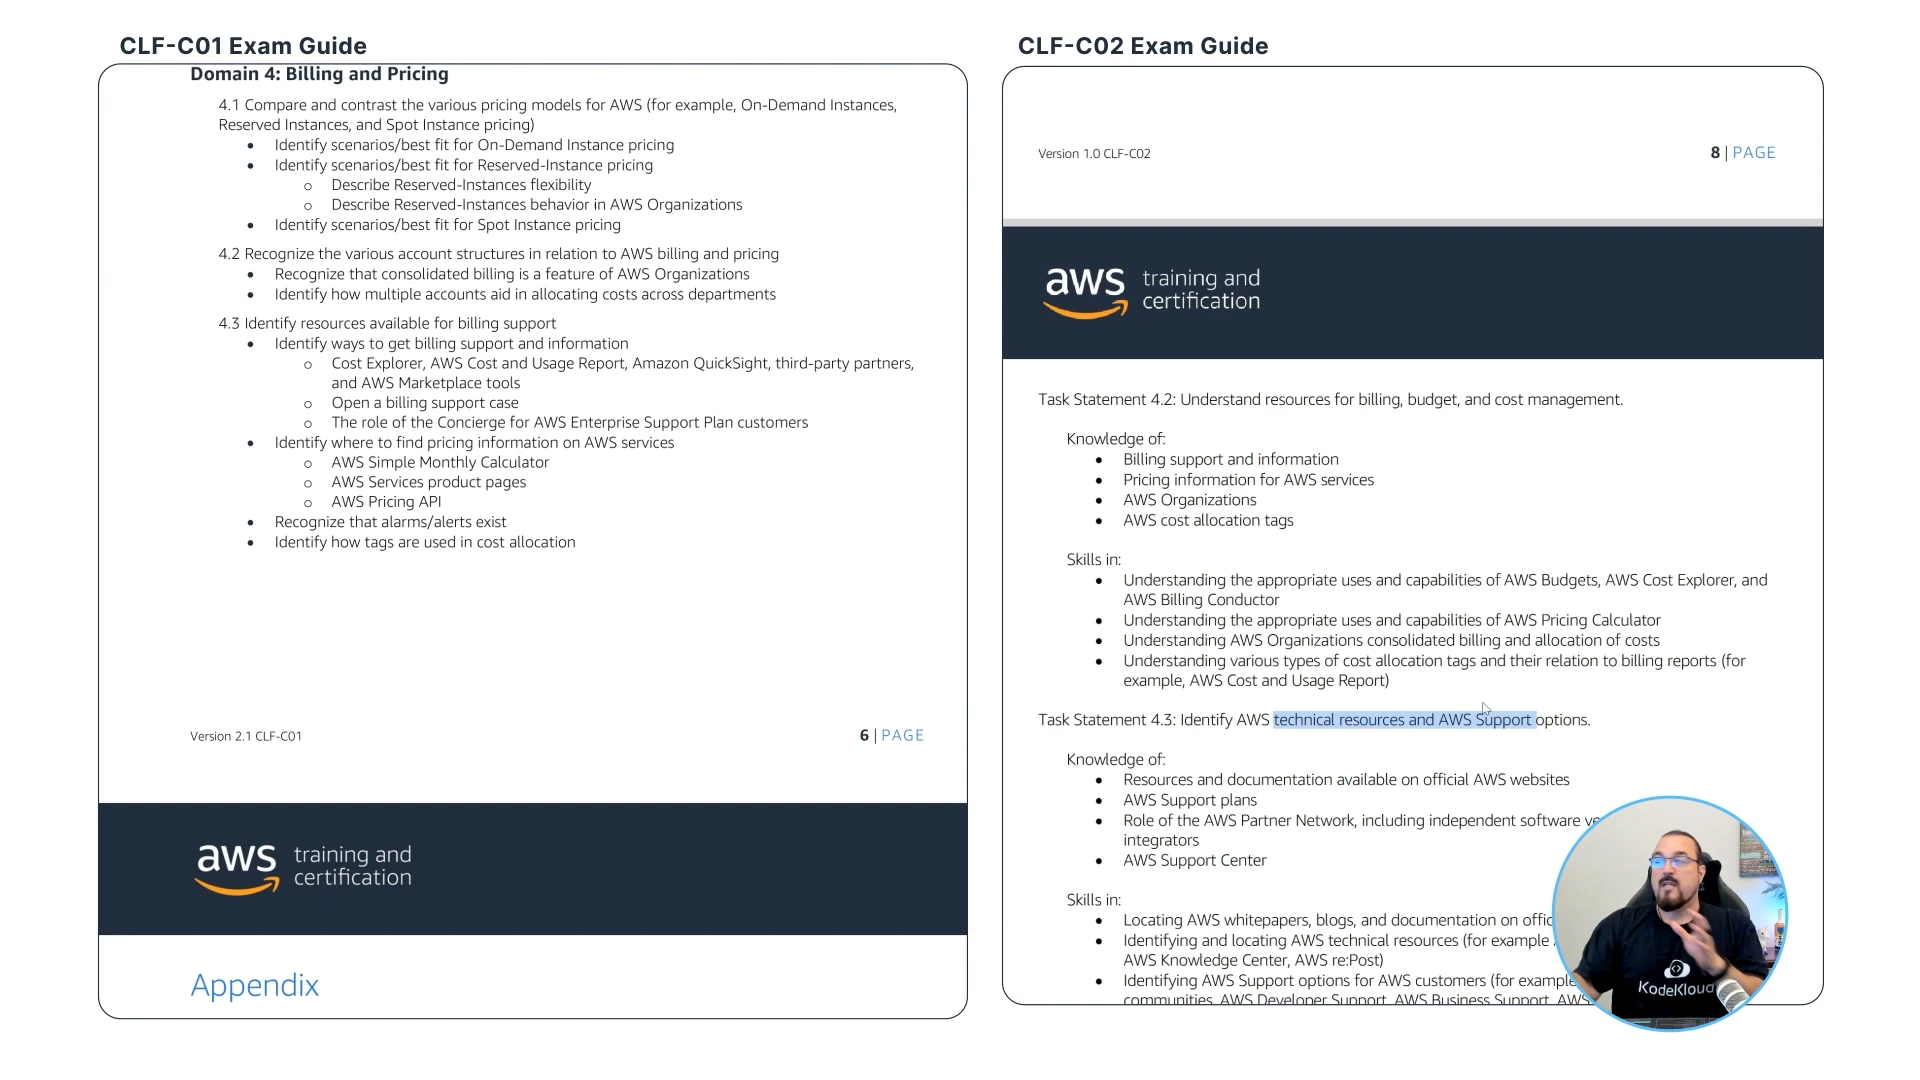 CLF-C01 Exam Guide
Domain 4: Billing and Pricing
4.1 Compare and contrast the various pricing models for AWS (for example, On-Demand Instances,
Reserved Instances, and Spot Instance pricing)
• Identify scenarios/best fit for On-Demand Instance pricing
• Identify scenarios/best fit for Reserved-Instance pricing
o Describe Reserved-Instances flexibility
o Describe Reserved-Instances behavior in AWS Organizations
• Identify scenarios/best fit for Spot Instance pricing
4.2 Recognize the various account structures in relation to AWS billing and pricing
• Recognize that consolidated billing is a feature of AWS Organizations
• Identify how multiple accounts aid in allocating costs across departments
4.3 Identify resources available for billing support
• Identify ways to get billing support and information
o Cost Explorer, AWS Cost and Usage Report, Amazon QuickSight, third-party partners,
and AWS Marketplace tools
o Open a billing support case
o The role of the Concierge for AWS Enterprise Support Plan customers
• Identify where to find pricing information on AWS services
o AWS Simple Monthly Calculator
o AWS Services product pages
o AWS Pricing API
• Recognize that alarms/alerts exist
• Identify how tags are used in cost allocation
Version 2.1 CLF-C01
6 | PAGE
aws training and
certification
Appendix
CLF-C02 Exam Guide
Version 1.0 CLF-C02
8 | PAGE
aws training and
certification
Task Statement 4.2: Understand resources for billing, budget, and cost management.
Knowledge of:
• Billing support and information
• Pricing information for AWS services
• AWS Organizations
• AWS cost allocation tags
Skills in:
• Understanding the appropriate uses and capabilities of AWS Budgets, AWS Cost Explorer, and
AWS Billing Conductor
• Understanding the appropriate uses and capabilities of AWS Pricing Calculator
• Understanding AWS Organizations consolidated billing and allocation of costs
• Understanding various types of cost allocation tags and their relation to billing reports (for
example, AWS Cost and Usage Report)
Task Statement 4.3: Identify AWS technical resources and AWS Support options.
Knowledge of:
• Resources and documentation available on official AWS websites
• AWS Support plans
• Role of the AWS Partner Network, including independent software
integrators
• AWS Support Center
Skills in:
• Locating AWS whitepapers, blogs, and documentation on
• Identifying and locating AWS technical resources (for example
AWS Knowledge Center, AWS re:Post)
• Identifying AWS Support options for AWS customers (for example
communities, AWS Developer Support, AWS Business Support, AWS
KodeKloud